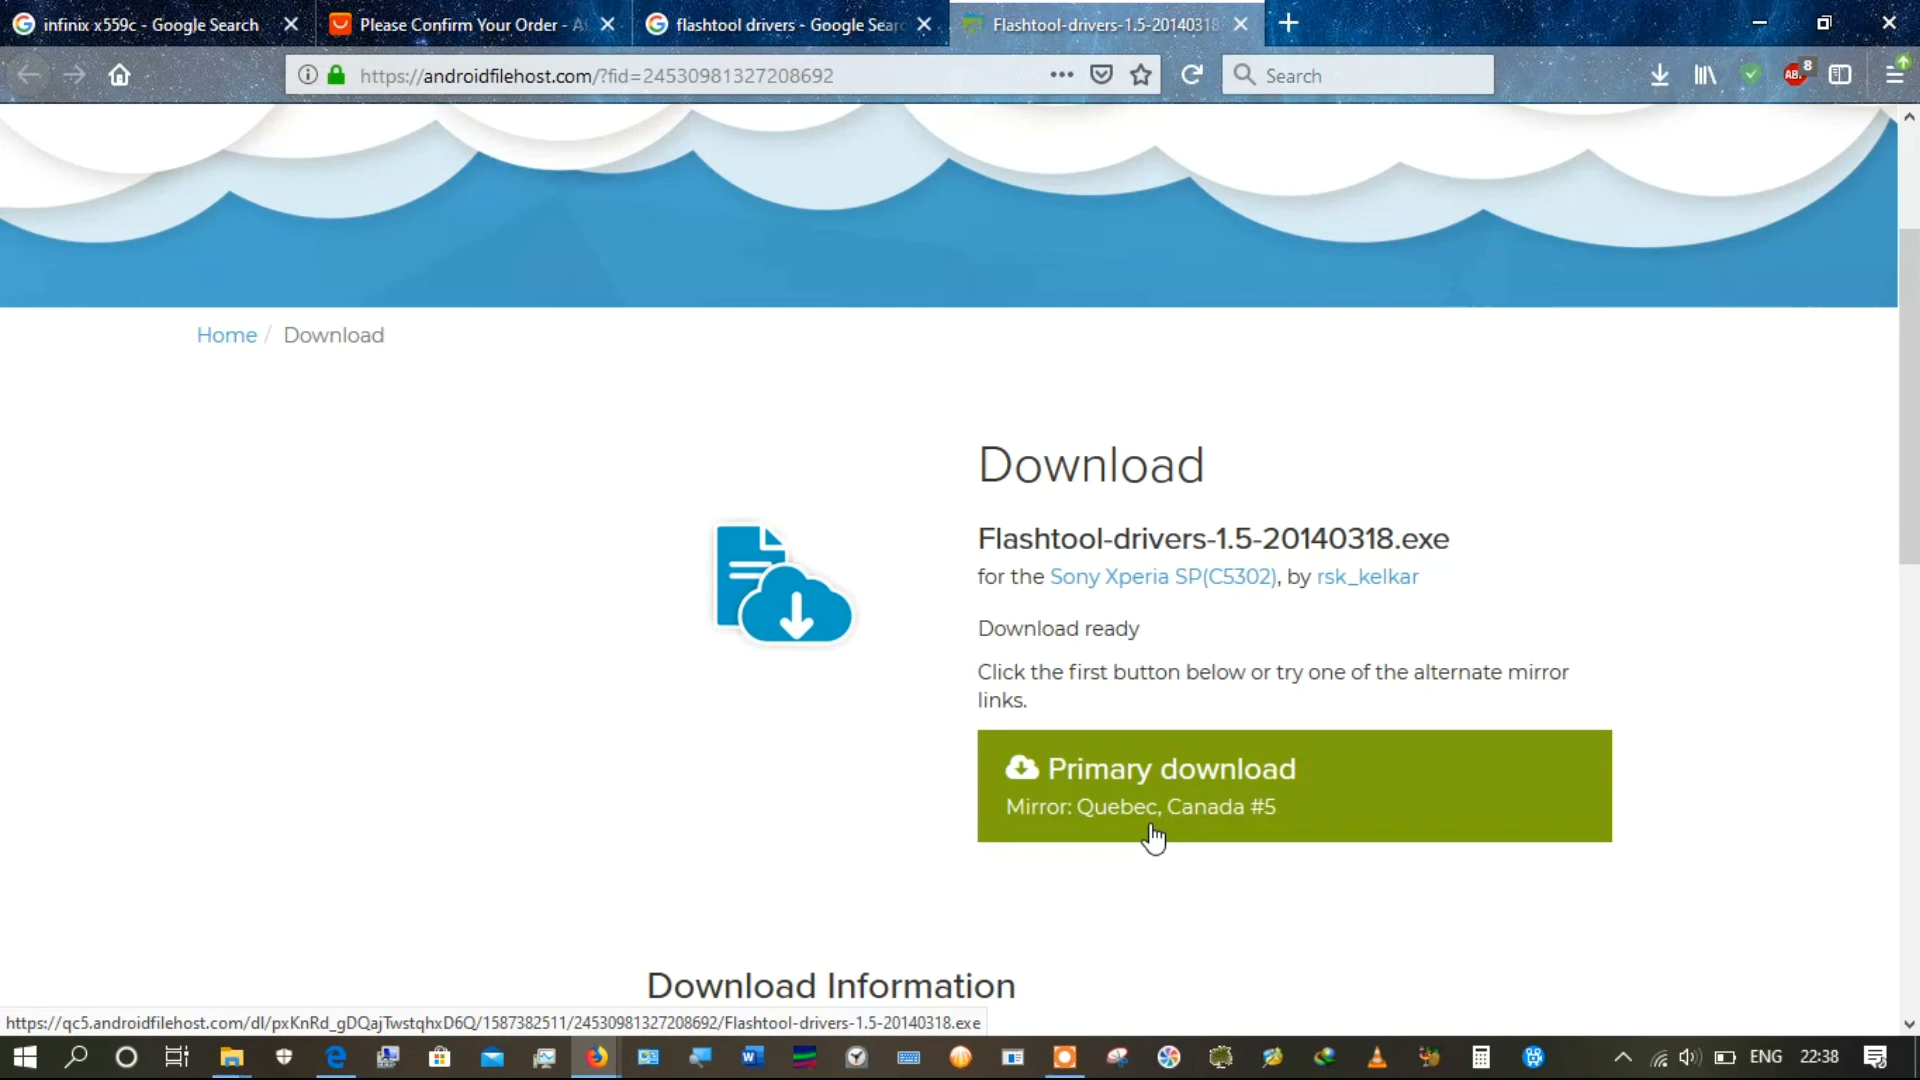 infinix x559c - Google Search
Please Confirm Your Order - A
flashtool drivers - Google Sear
Flashtool-drivers-1.5-20140318
https://androidfilehost.com/?fid=24530981327208692
Search
ABP
8
Home / Download
Download
Flashtool-drivers-1.5-20140318.exe
for the Sony Xperia SP(C5302), by rsk_kelkar
Download ready
Click the first button below or try one of the alternate mirror
links.
Primary download
Mirror: Quebec, Canada #5
Download Information
https://qc5.androidfilehost.com/dl/pxKnRd_gDQajTwstqhxD6Q/1587382511/24530981327208692/Flashtool-drivers-1.5-20140318.exe
ENG
22:38